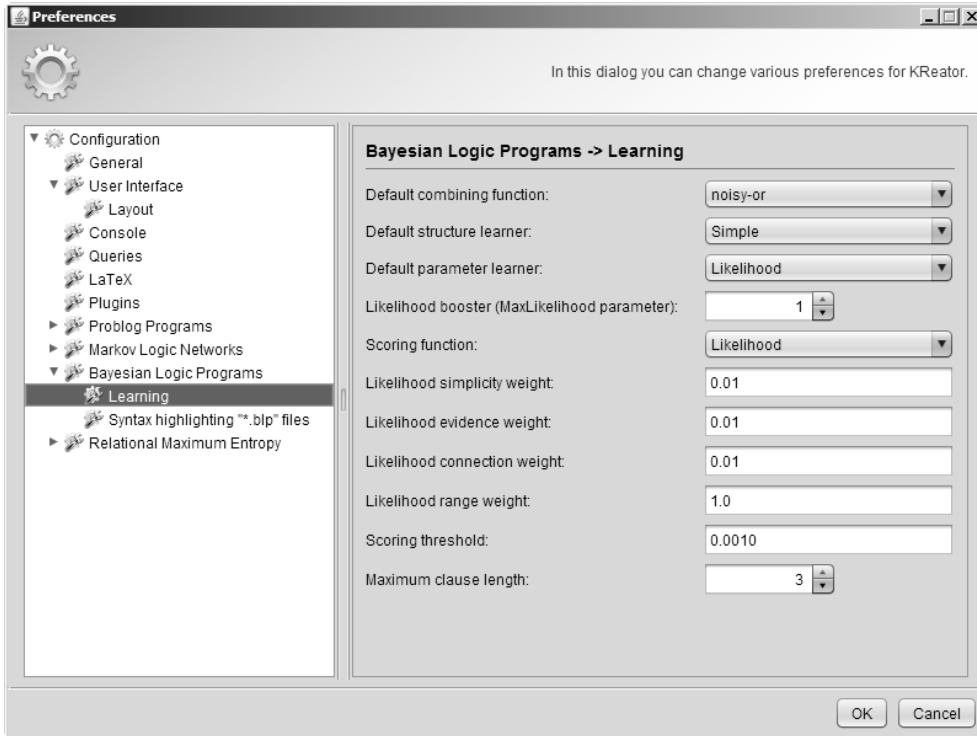 Preferences
In this dialog you can change various preferences for KReator.
Configuration
General
User Interface
Layout
Console
Queries
LaTeX
Plugins
Problog Programs
Markov Logic Networks
Bayesian Logic Programs
Learning
Syntax highlighting "*.blp" files
Relational Maximum Entropy
Bayesian Logic Programs -> Learning
Default combining function: noisy-or
Default structure learner: Simple
Default parameter learner: Likelihood
Likelihood booster (MaxLikelihood parameter): 1
Scoring function: Likelihood
Likelihood simplicity weight: 0.01
Likelihood evidence weight: 0.01
Likelihood connection weight: 0.01
Likelihood range weight: 1.0
Scoring threshold: 0.0010
Maximum clause length: 3
OK Cancel